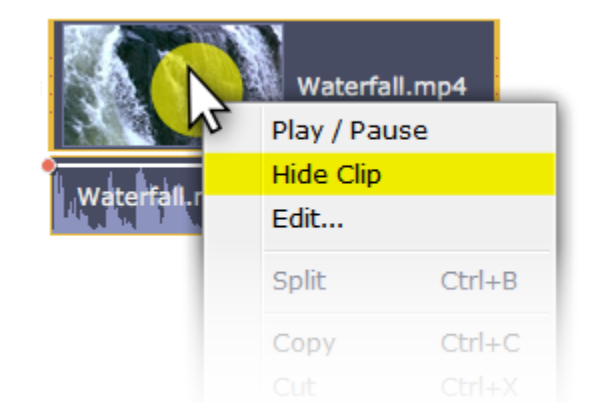 Waterfall.mp4
Play / Pause
Hide Clip
Waterfall.
Edit...
Split Ctrl+B
Copy Ctrl+C
Cut Ctrl+X